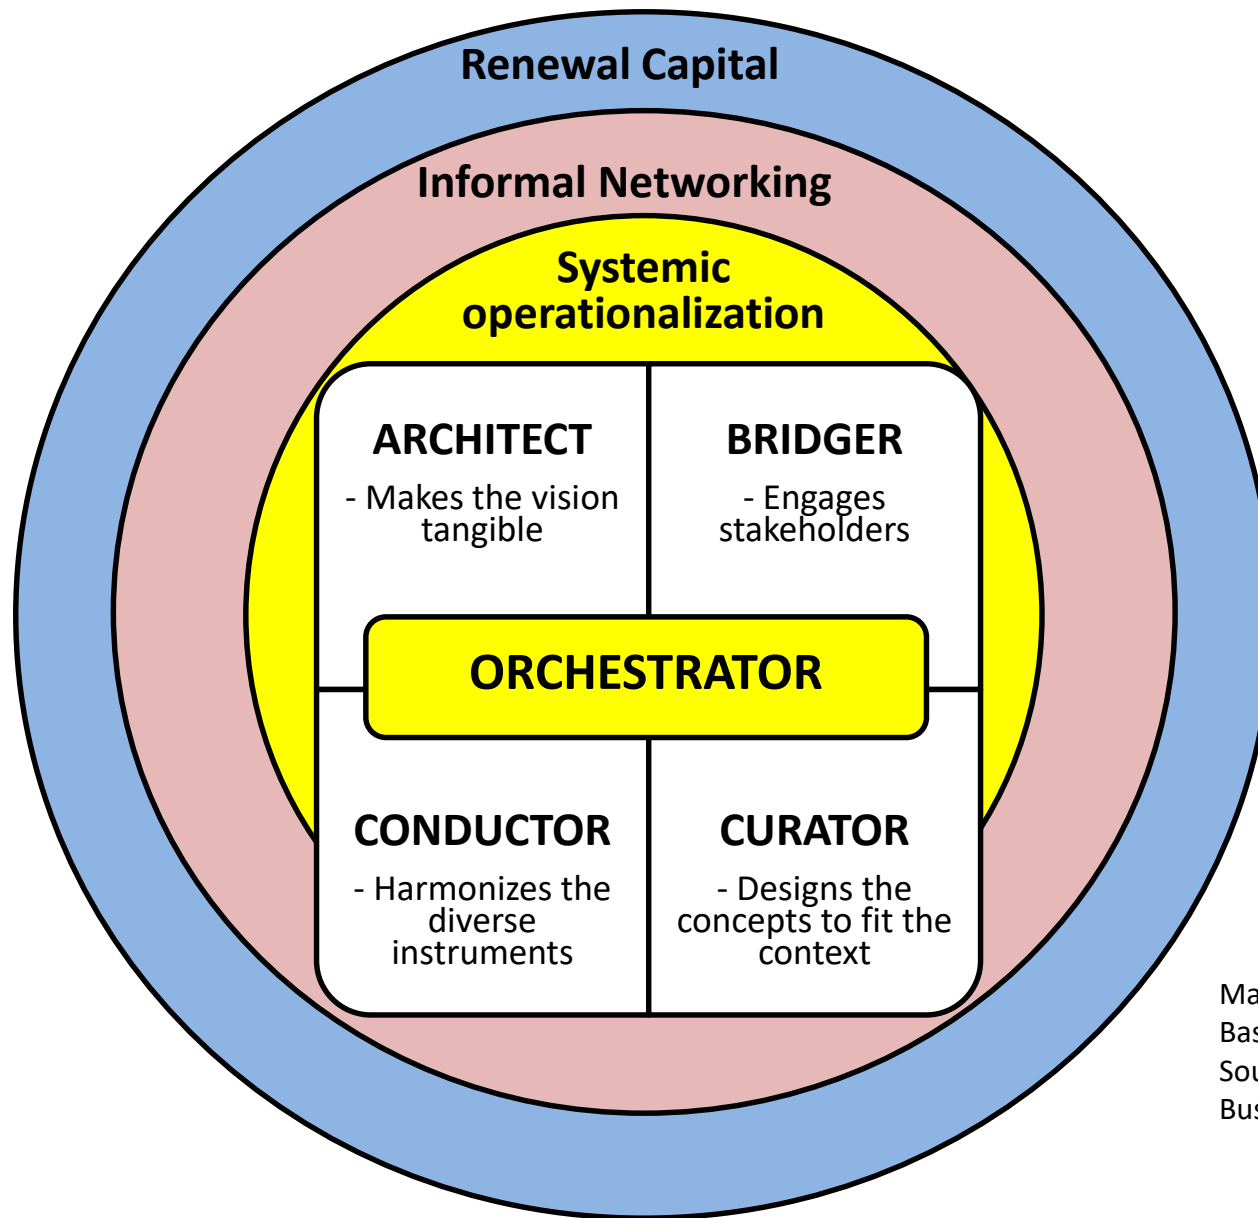 Renewal Capital
Informal Networking
Systemic
operationalization
ARCHITECT
- Makes the vision
tangible
BRIDGER
- Engages
stakeholders
ORCHESTRATOR
CONDUCTOR
- Harmonizes the
diverse
instruments
CURATOR
- Designs the
concepts to fit the
context